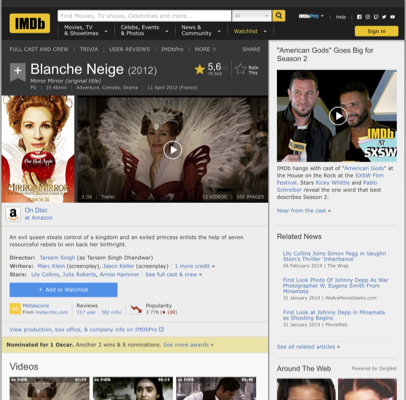 IMDb
Find Movies, TV shows, Celebrities and more...
All
IMDbPro
Help
Movies, TV & Showtimes
Celebs, Events & Photos
News & Community
Watchlist
Sign in
FULL CAST AND CREW | TRIVIA | USER REVIEWS | IMDbPro | MORE
SHARE
Blanche Neige (2012)
Mirror Mirror (original title)
PG | 1h 46min | Adventure, Comedy, Drama | 11 April 2012 (France)
5,6
Rate This
MIRROR MIRROR
2:34 | Trailer
12 VIDEOS | 102 IMAGES
On Disc
at Amazon
An evil queen steals control of a kingdom and an exiled princess enlists the help of seven
resourceful rebels to win back her birthright.
Director: Tarsem Singh (as Tarsem Singh Dhandwar)
Writers: Marc Klein (screenplay), Jason Keller (screenplay) | 1 more credit »
Stars: Lily Collins, Julia Roberts, Armie Hammer | See full cast & crew »
+ Add to Watchlist
Metascore
From metacritic.com
Reviews
217 user | 382 critic
Popularity
3 778
View production, box office, & company info on IMDbPro
Nominated for 1 Oscar. Another 2 wins & 8 nominations. See more awards »
Videos
"American Gods" Goes Big for
Season 2
IMDb
AT
SXSW
IMDb hangs with cast of "American Gods" at
the House on the Rock at the SXSW Film
Festival. Stars Ricky Whittle and Pablo
Schreiber reveal the one word that best
describes Season 2.
Hear from the cast »
Related News
Lily Collins Joins Simon Pegg in Vaughn
Stein's Thriller 'Inheritance'
06 February 2019 | The Wrap
First Look Photo Of Johnny Depp As War
Photographer W. Eugene Smith From
Minamata
31 January 2019 | WeAreMovieGeeks.com
First Look at Johnny Depp in Minamata
as Shooting Begins
31 January 2019 | MovieWeb
See all related articles »
Around The Web
Powered by ZergNet